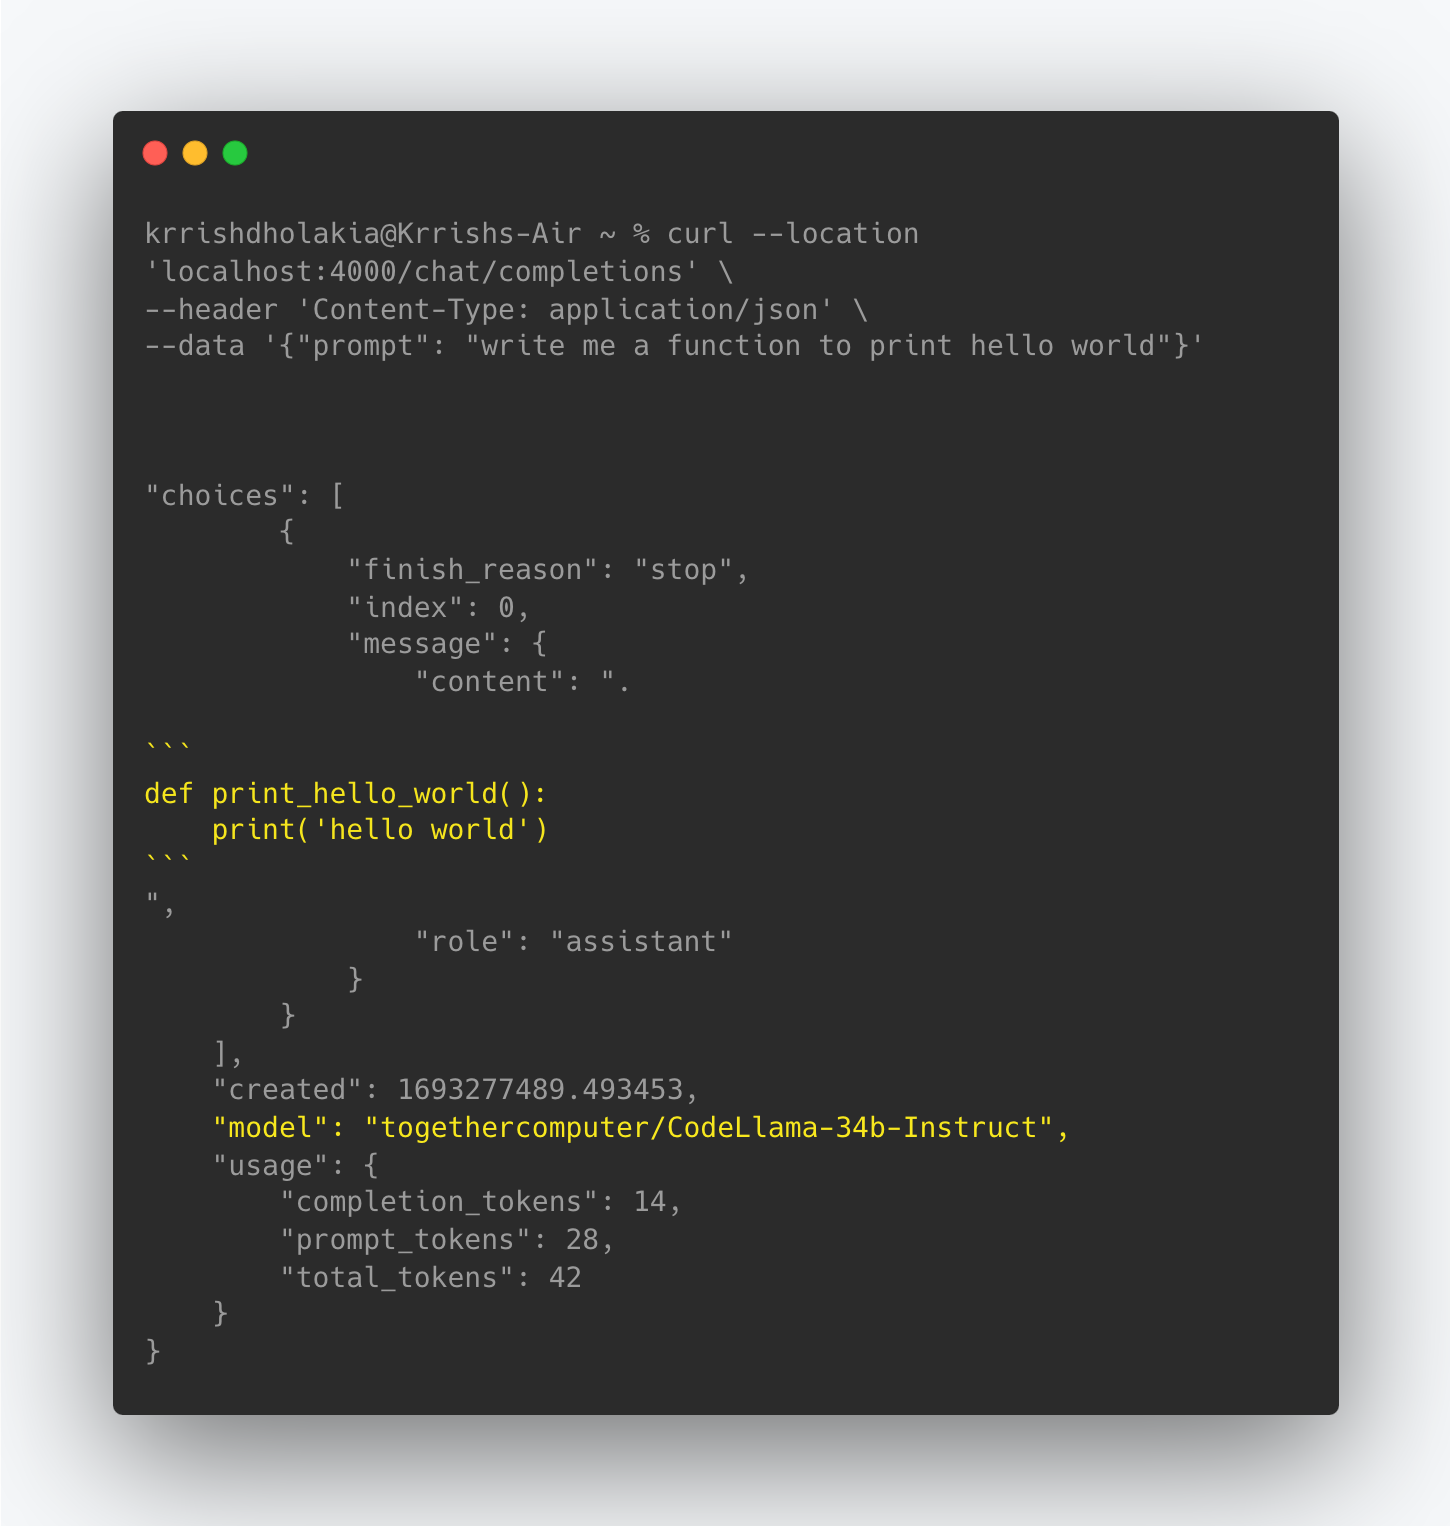 krrishdholakia@Krrishs-Air ~ % curl --location
'localhost:4000/chat/completions' \
--header 'Content-Type: application/json' \
--data '{"prompt": "write me a function to print hello world"}'
"choices": [
        {
            "finish_reason": "stop",
            "index": 0,
            "message": {
                "content": ".
```
def print_hello_world():
    print('hello world')
```
",
                "role": "assistant"
            }
        }
    ],
    "created": 1693277489.493453,
    "model": "togethercomputer/CodeLlama-34b-Instruct",
    "usage": {
        "completion_tokens": 14,
        "prompt_tokens": 28,
        "total_tokens": 42
    }
}